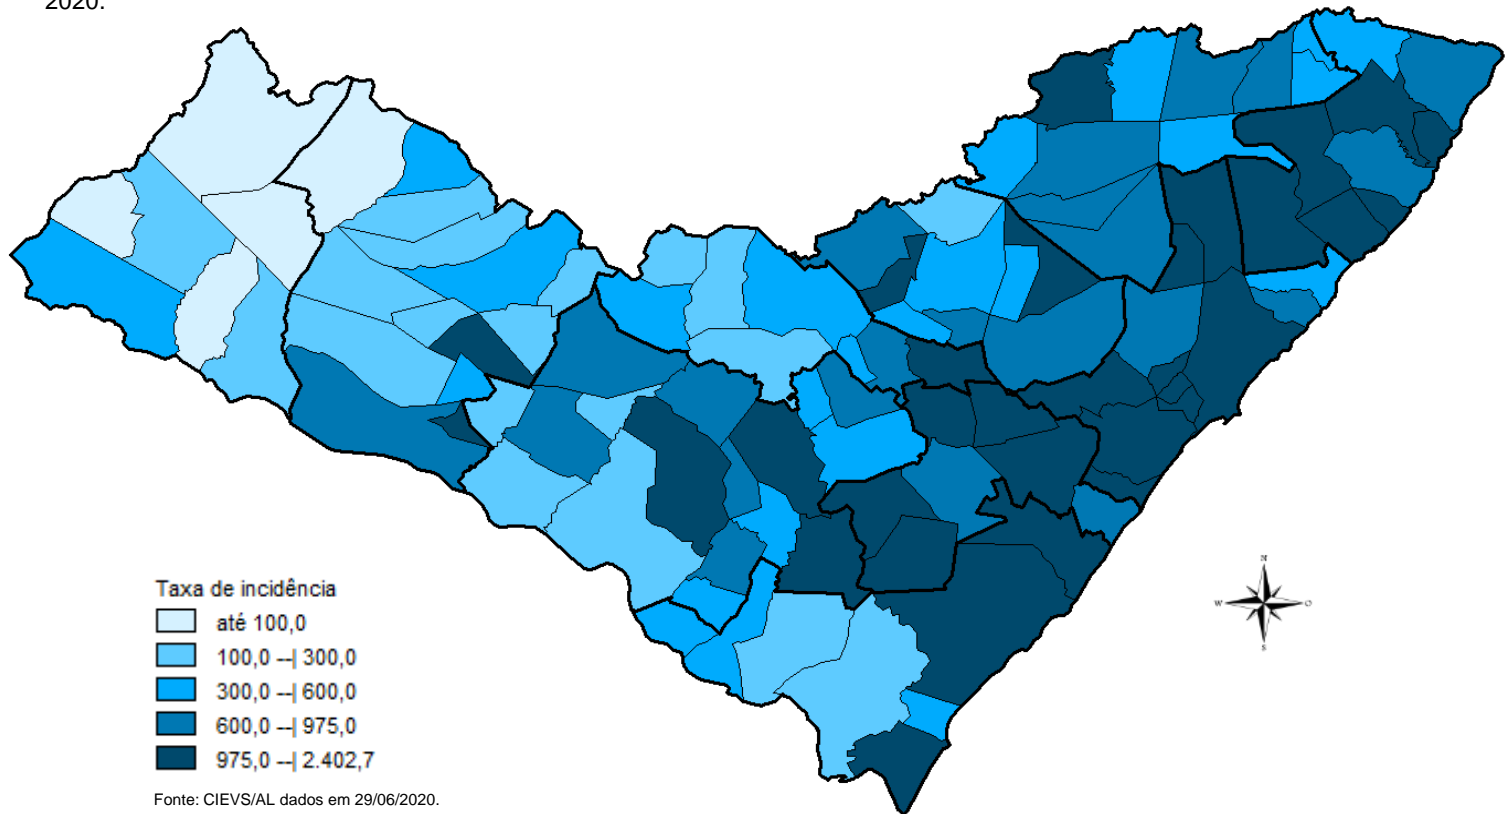 2020.
N
W
O
S
Taxa de incidência
até 100,0
100,0 --| 300,0
300,0 --| 600,0
600,0 --| 975,0
975,0 --| 2.402,7
Fonte: CIEVS/AL dados em 29/06/2020.